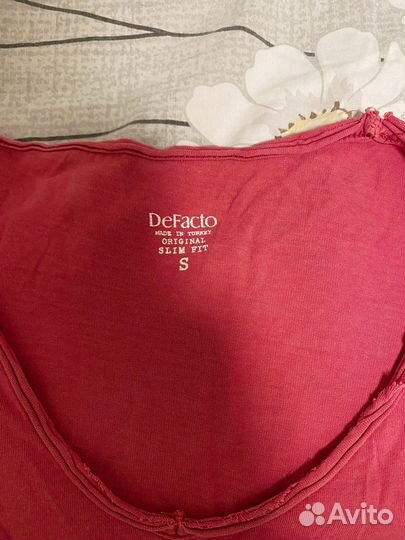 DeFacto
MADE IN TURKEY
ORIGINAL
SLIM FIT
S
Avito